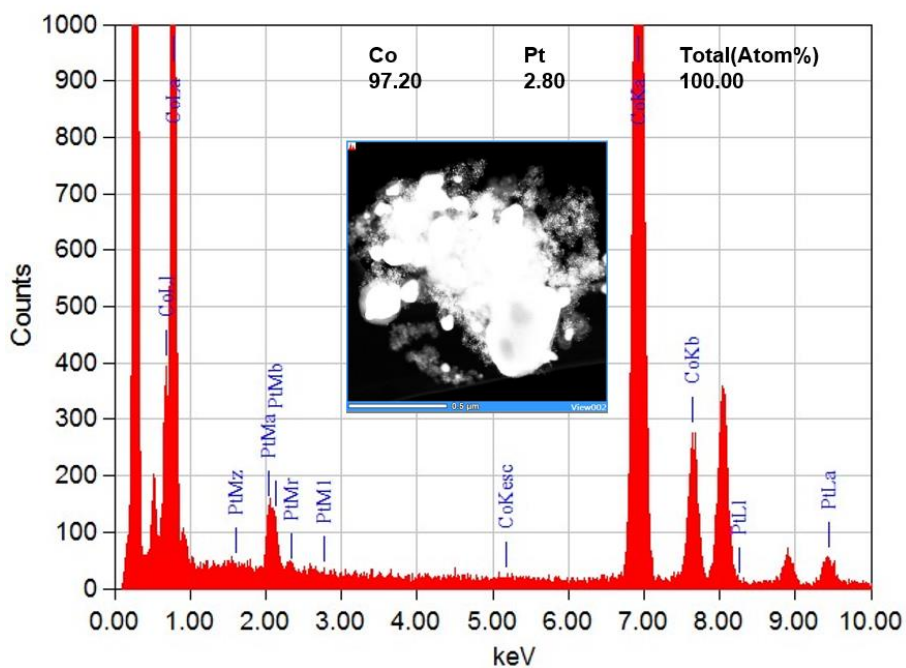 1000
900
800
700
600
500
400
300
200
100
0
Counts
Co Pt Total(Atom%)
97.20 2.80 100.00
CoLl
CoLa
PtMz
PtMa
PtMb
PtMr
PtMl
CoKesc
CoKa
CoKb
PtLl
PtLa
0.5 µm View002
0.00 1.00 2.00 3.00 4.00 5.00 6.00 7.00 8.00 9.00 10.00
keV